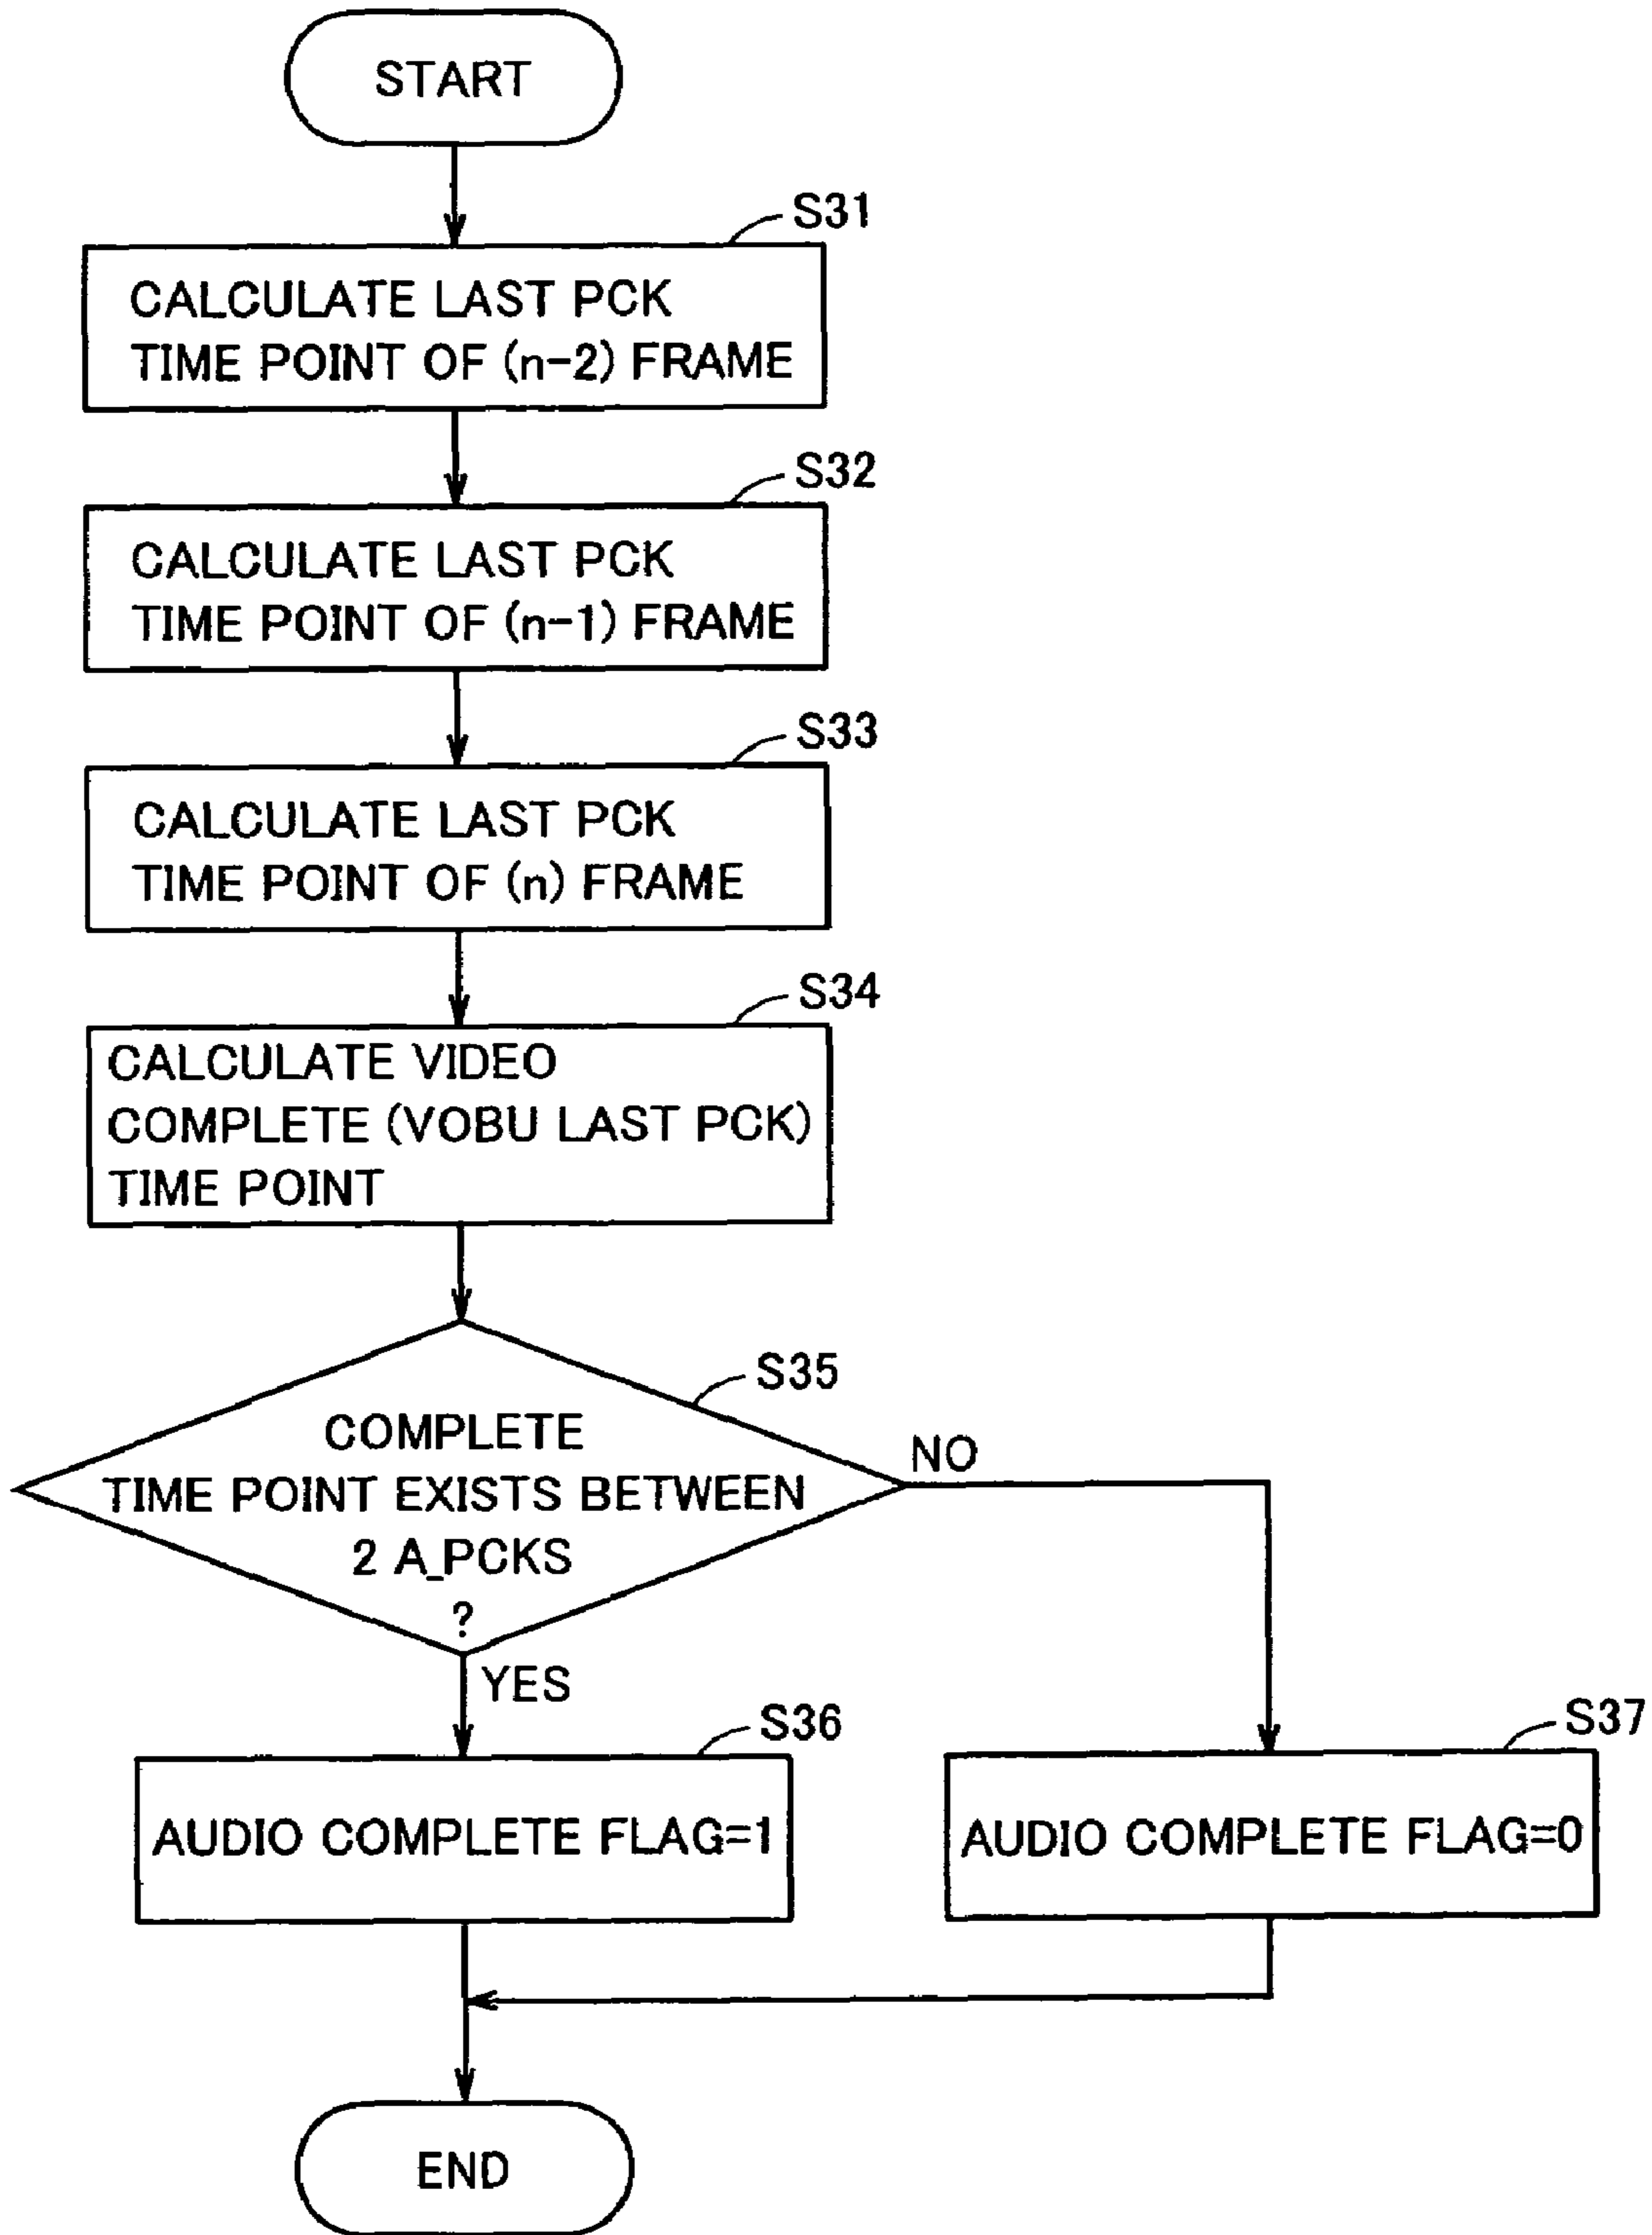 START
S31
CALCULATE LAST PCK
TIME POINT OF (n-2) FRAME
S32
CALCULATE LAST PCK
TIME POINT OF (n-1) FRAME
S33
CALCULATE LAST PCK
TIME POINT OF (n) FRAME
S34
CALCULATE VIDEO
COMPLETE (VOBU LAST PCK)
TIME POINT
S35
COMPLETE
TIME POINT EXISTS BETWEEN
2 A_PCKS
?
NO
YES
S36
AUDIO COMPLETE FLAG=1
S37
AUDIO COMPLETE FLAG=0
END